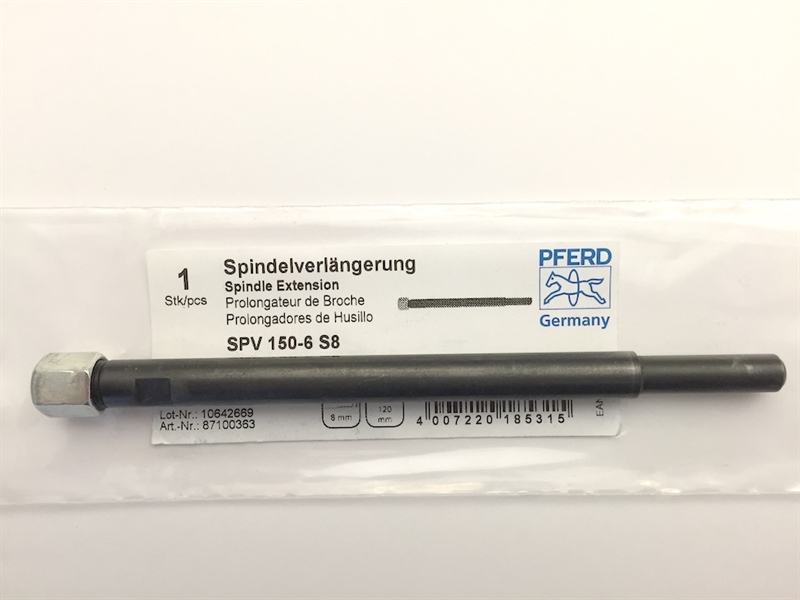 1
Stk/pcs
Spindelverlängerung
Spindle Extension
Prolongateur de Broche
Prolongadores de Husillo
SPV 150-6 S8
PFERD
Germany
Lot-Nr.: 10642669
Art.-Nr.: 87100363
8 mm
120
mm
4 007220 185315
EAN